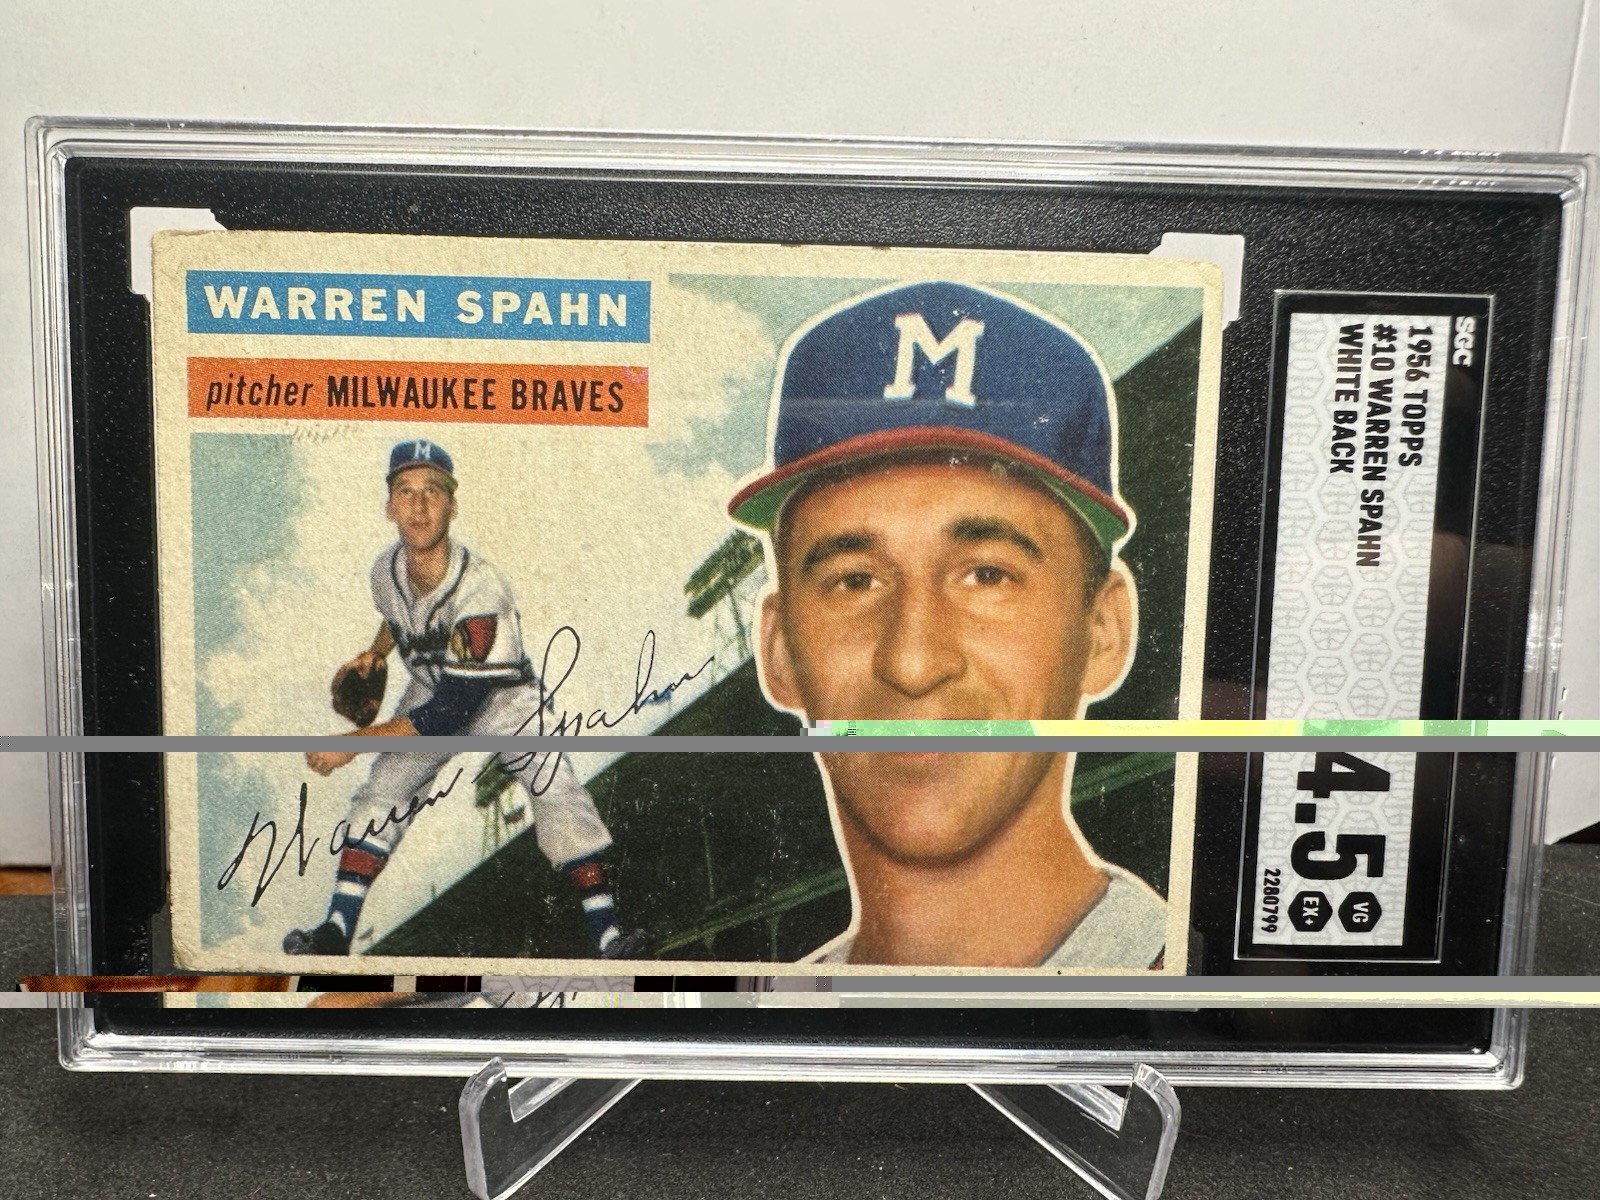 WARREN SPAHN
pitcher MILWAUKEE BRAVES
M
M
Warren Spahn
SGC
1956 TOPPS
#10 WARREN SPAHN
WHITE BACK
4.5
VG
EX+
2280799